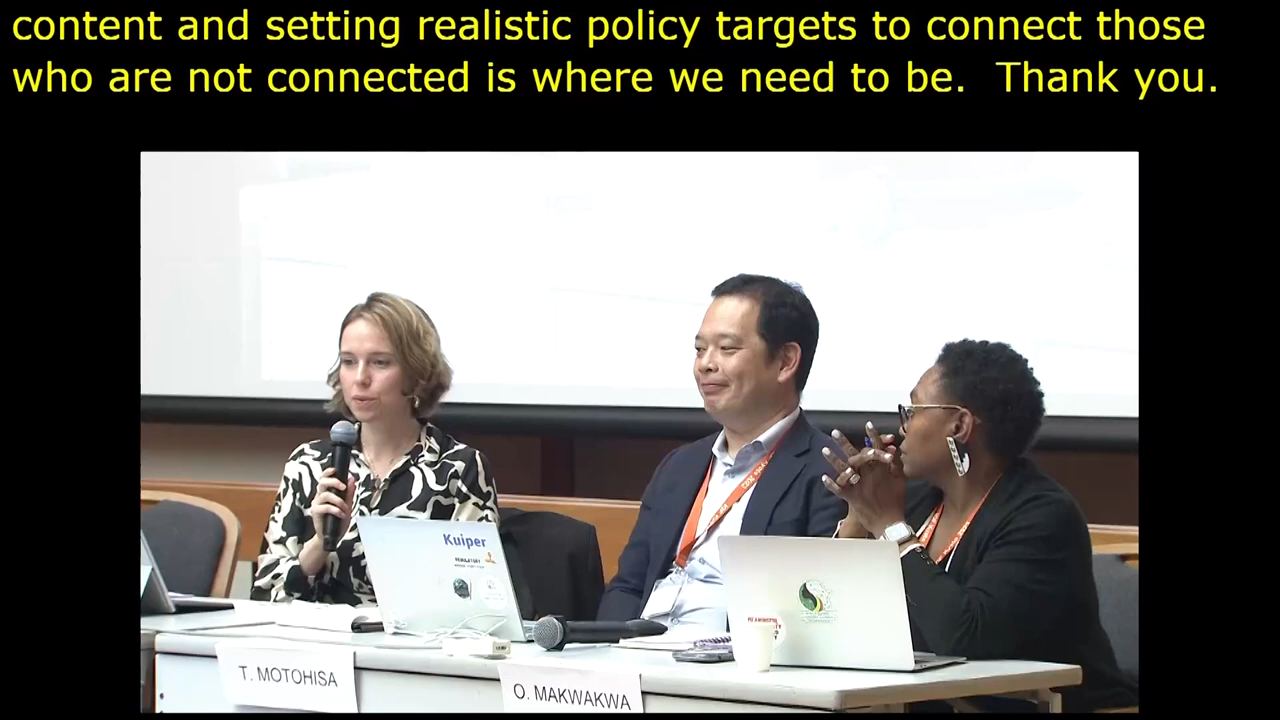 content and setting realistic policy targets to connect those
who are not connected is where we need to be.  Thank you.
Kuiper
T. MOTOHISA
O. MAKWAKWA